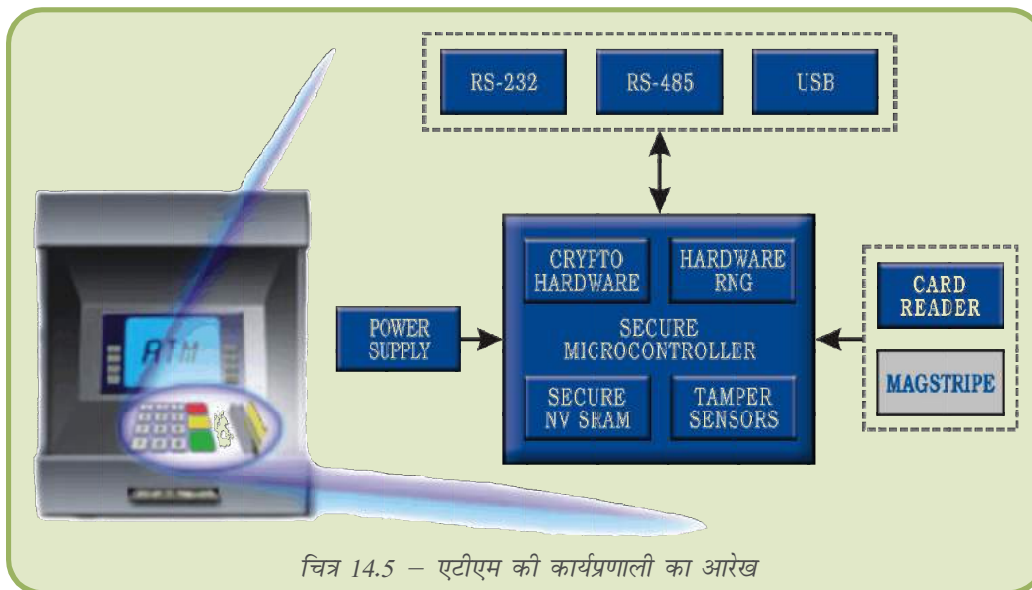 RS-232
RS-485
USB
CRYPTO
HARDWARE
HARDWARE
RNG
SECURE
MICROCONTROLLER
SECURE
NV SRAM
TAMPER
SENSORS
POWER
SUPPLY
CARD
READER
MAGSTRIPE
ATM
चित्र 14.5 – एटीएम की कार्यप्रणाली का आरेख